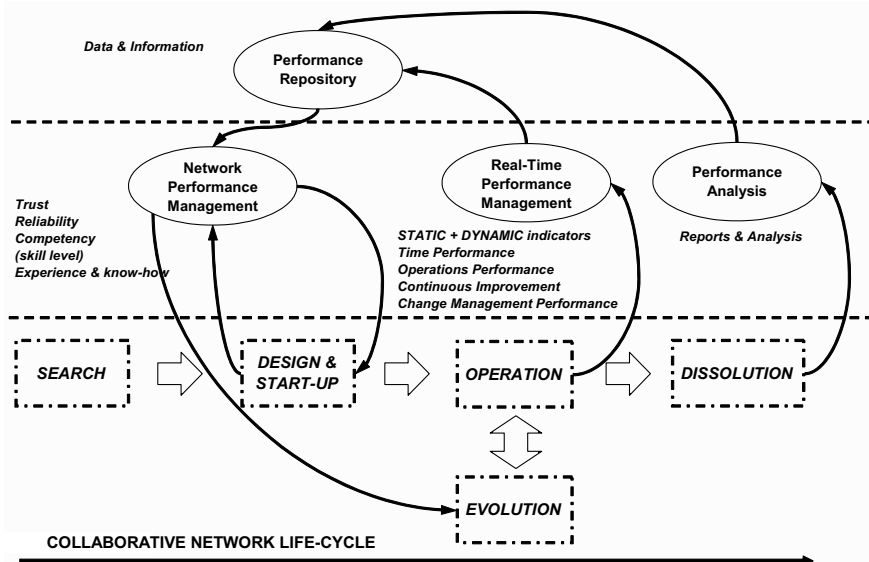 Data & Information
Performance
Repository
Network
Performance
Management
Real-Time
Performance
Management
Performance
Analysis
Trust
Reliability
Competency
(skill level)
Experience & know-how
STATIC + DYNAMIC indicators
Time Performance
Operations Performance
Continuous Improvement
Change Management Performance
Reports & Analysis
SEARCH
DESIGN &
START-UP
OPERATION
DISSOLUTION
EVOLUTION
COLLABORATIVE NETWORK LIFE-CYCLE